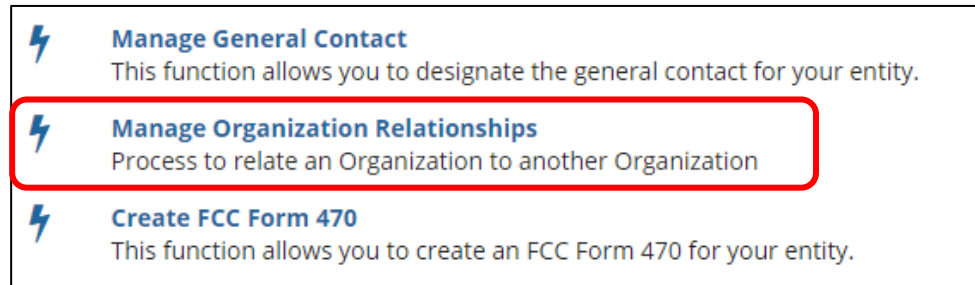 Manage General Contact
This function allows you to designate the general contact for your entity.
Manage Organization Relationships
Process to relate an Organization to another Organization
Create FCC Form 470
This function allows you to create an FCC Form 470 for your entity.